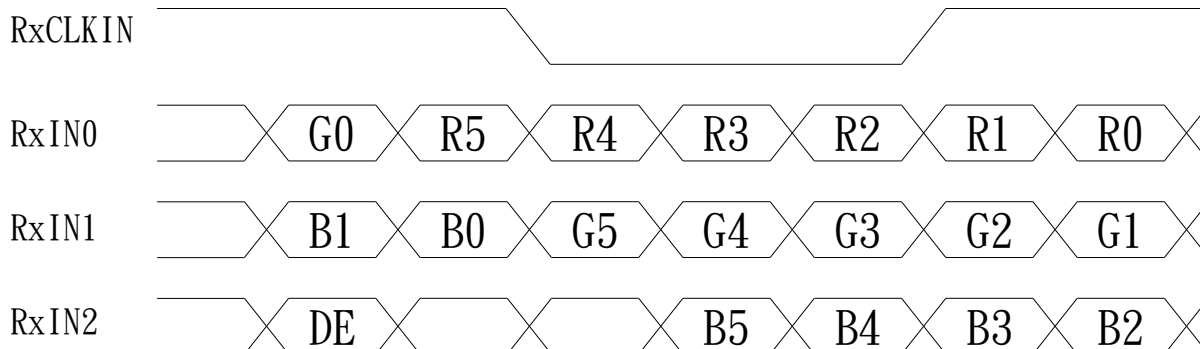 RxCLKIN
RxIN0 G0 R5 R4 R3 R2 R1 R0
RxIN1 B1 B0 G5 G4 G3 G2 G1
RxIN2 DE B5 B4 B3 B2